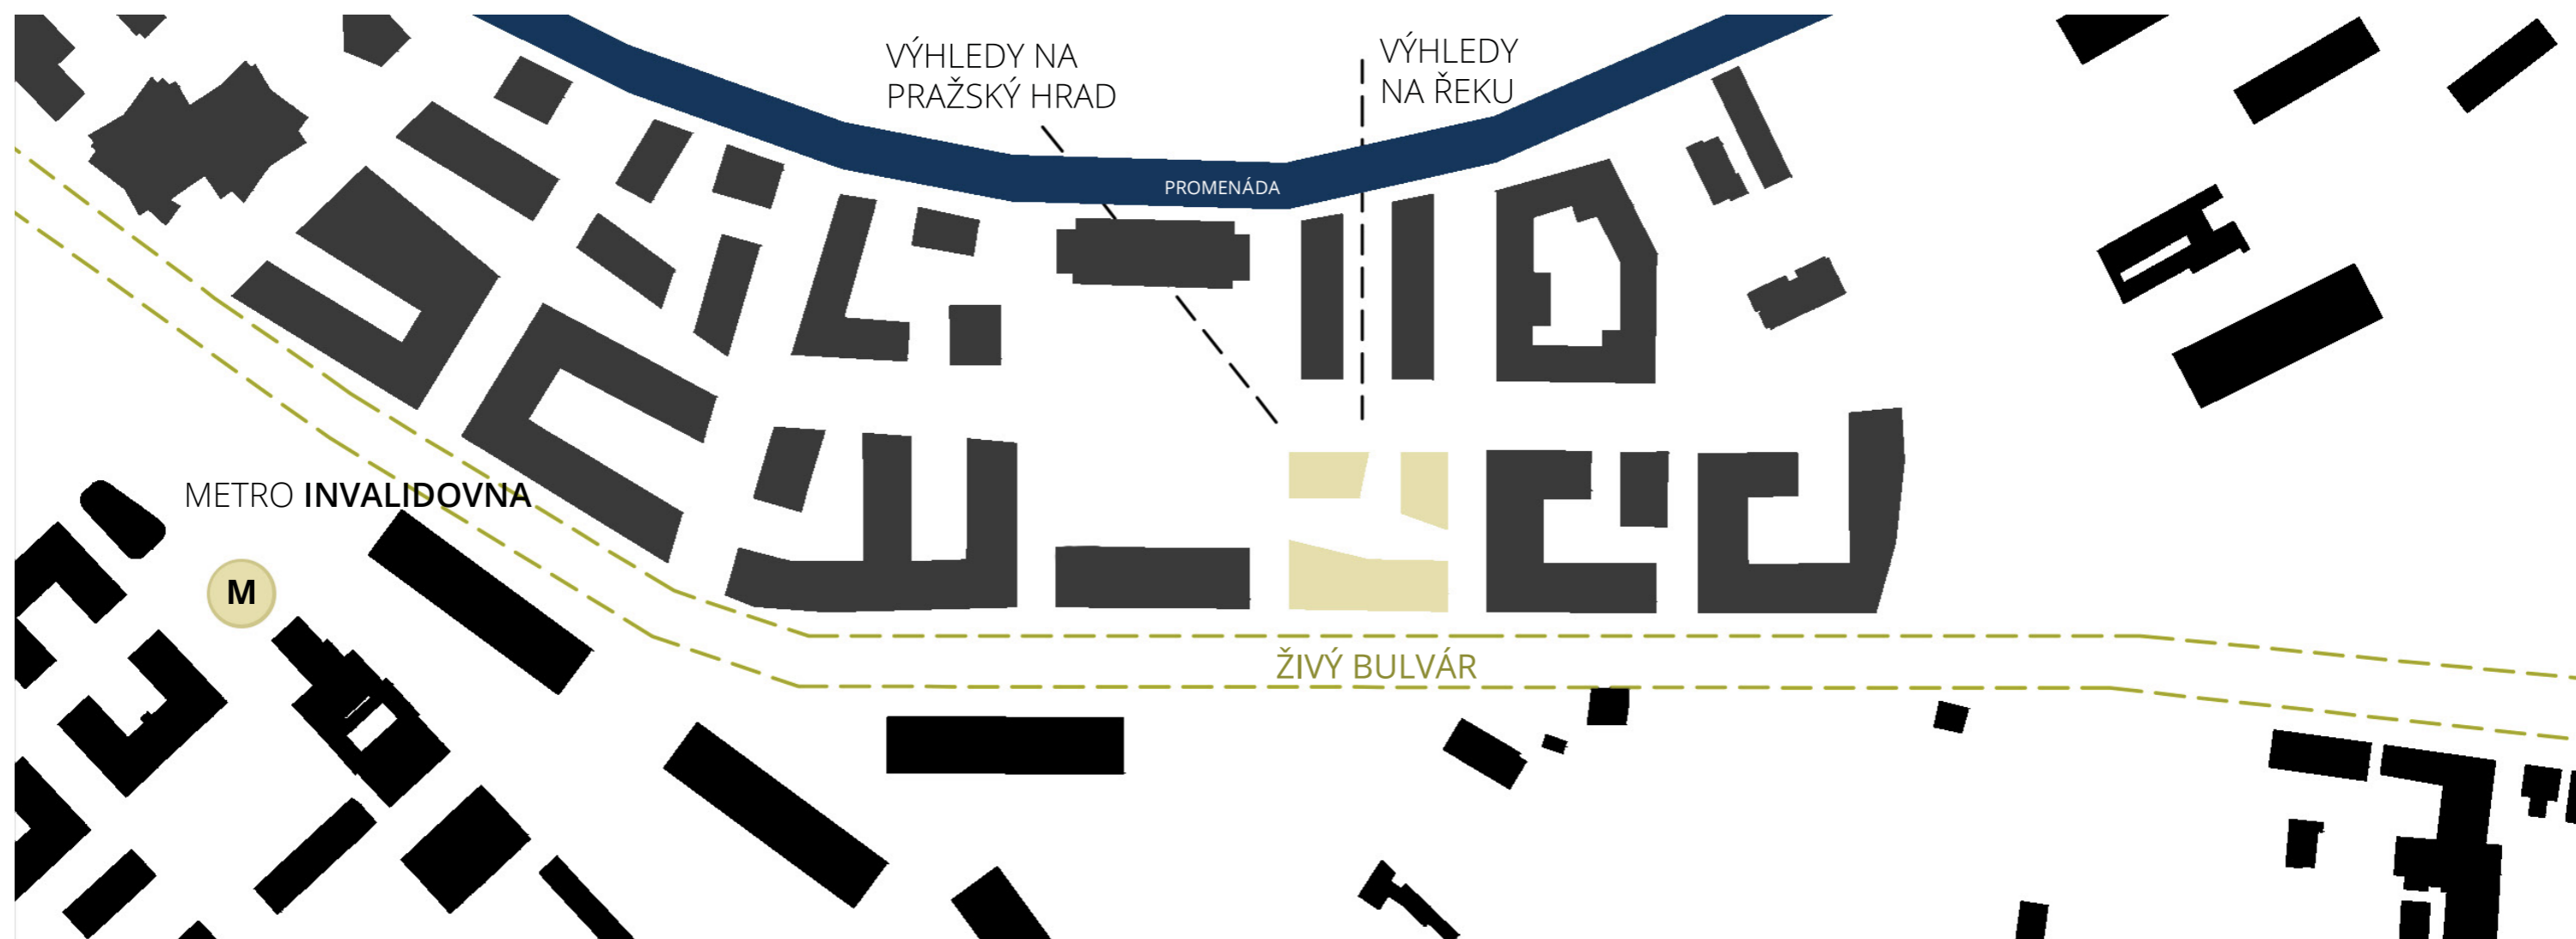 VÝHLEDY NA
PRAŽSKÝ HRAD
VÝHLEDY
NA ŘEKU
PROMENÁDA
METRO INVALIDOVNA
M
ŽIVÝ BULVÁR